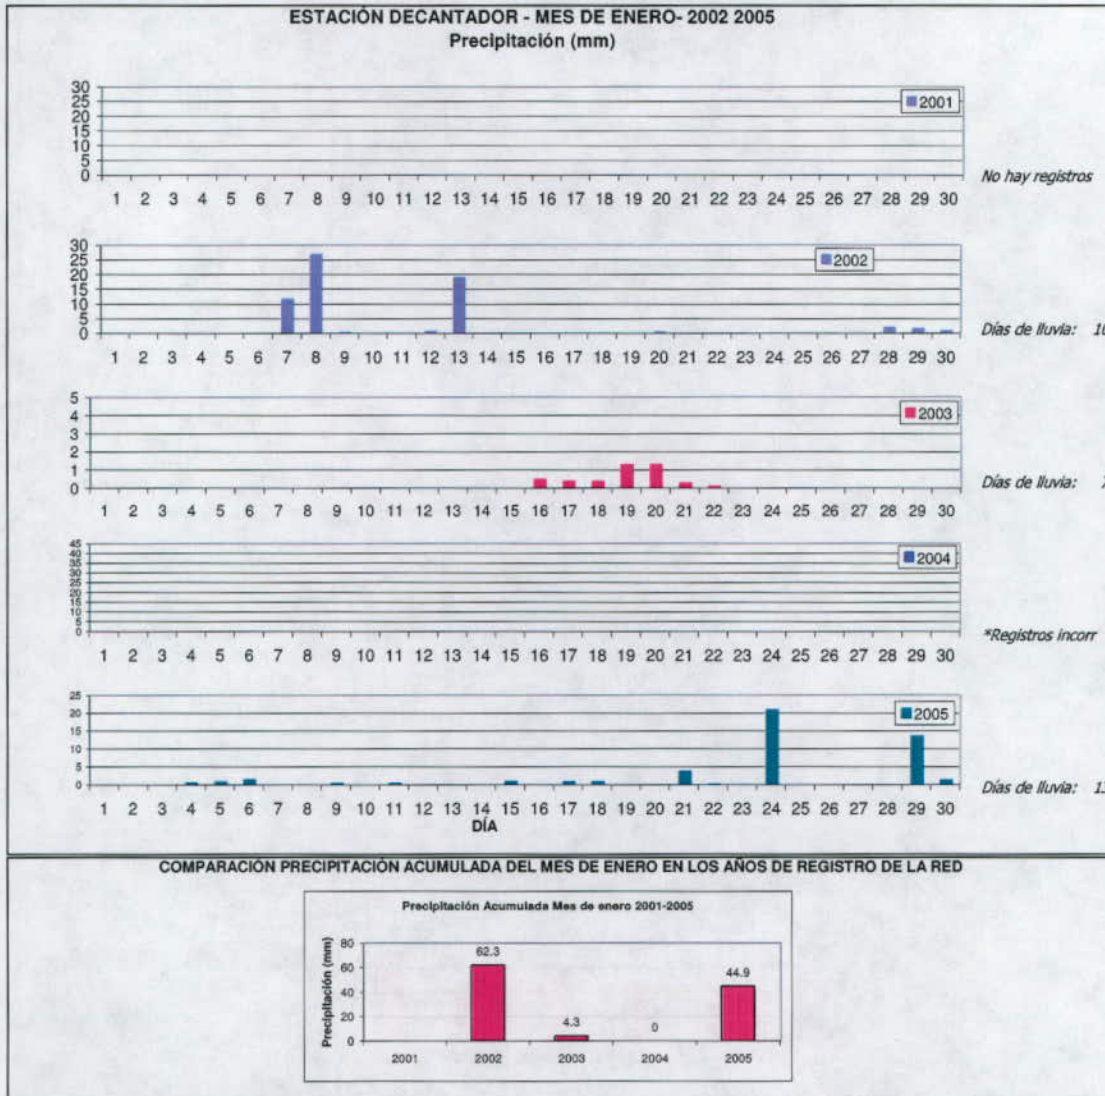 ESTACIÓN DECANTADOR - MES DE ENERO- 2002 2005
Precipitación (mm)
30
25
20
15
10
5
0
2001
No hay registros
1 2 3 4 5 6 7 8 9 10 11 12 13 14 15 16 17 18 19 20 21 22 23 24 25 26 27 28 29 30
30
25
20
15
10
5
0
2002
Días de lluvia:
1 2 3 4 5 6 7 8 9 10 11 12 13 14 15 16 17 18 19 20 21 22 23 24 25 26 27 28 29 30
5
4
3
2
1
0
2003
Días de lluvia:
1 2 3 4 5 6 7 8 9 10 11 12 13 14 15 16 17 18 19 20 21 22 23 24 25 26 27 28 29 30
45
40
35
30
25
20
15
10
5
0
2004
*Registros incorr
1 2 3 4 5 6 7 8 9 10 11 12 13 14 15 16 17 18 19 20 21 22 23 24 25 26 27 28 29 30
25
20
15
10
5
0
2005
Días de lluvia:
1 2 3 4 5 6 7 8 9 10 11 12 13 14 15 16 17 18 19 20 21 22 23 24 25 26 27 28 29 30
DÍA
COMPARACIÓN PRECIPITACIÓN ACUMULADA DEL MES DE ENERO EN LOS AÑOS DE REGISTRO DE LA RED
Precipitación Acumulada Mes de enero 2001-2005
Precipitación (mm)
80
60
40
20
0
62.3
4.3
0
44.9
2001 2002 2003 2004 2005